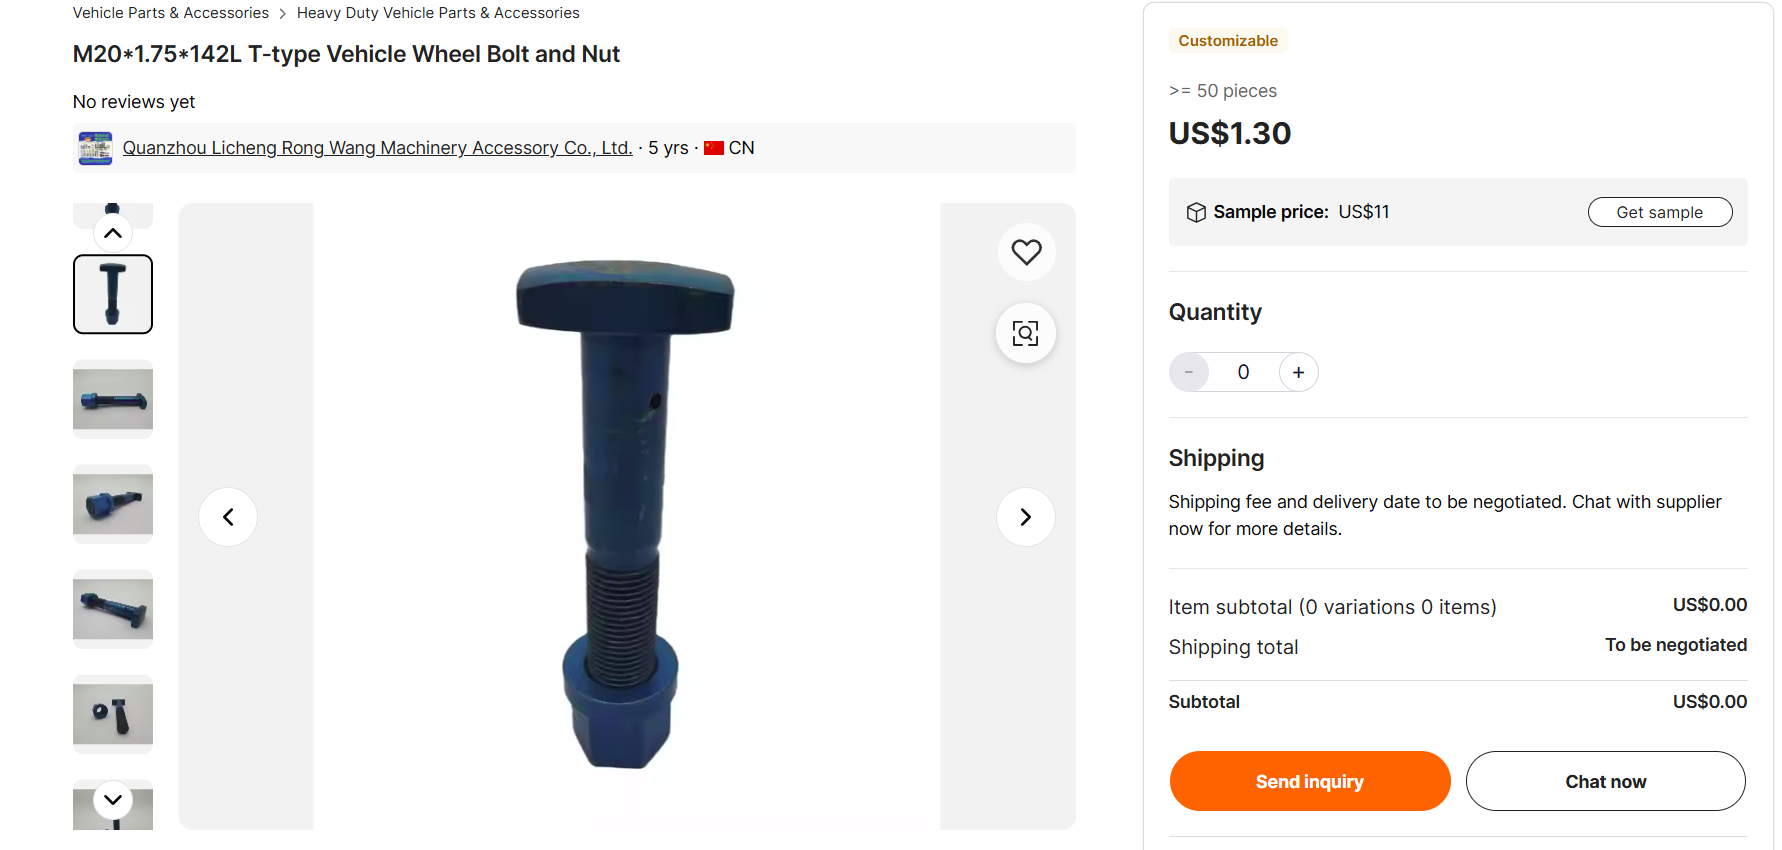 Vehicle Parts & Accessories > Heavy Duty Vehicle Parts & Accessories
M20*1.75*142L T-type Vehicle Wheel Bolt and Nut
No reviews yet
Quanzhou Licheng Rong Wang Machinery Accessory Co., Ltd. · 5 yrs · CN
Customizable
>= 50 pieces
US$1.30
Sample price: US$11
Get sample
Quantity
- 0 +
Shipping
Shipping fee and delivery date to be negotiated. Chat with supplier
now for more details.
Item subtotal (0 variations 0 items) US$0.00
Shipping total To be negotiated
Subtotal US$0.00
Send inquiry
Chat now